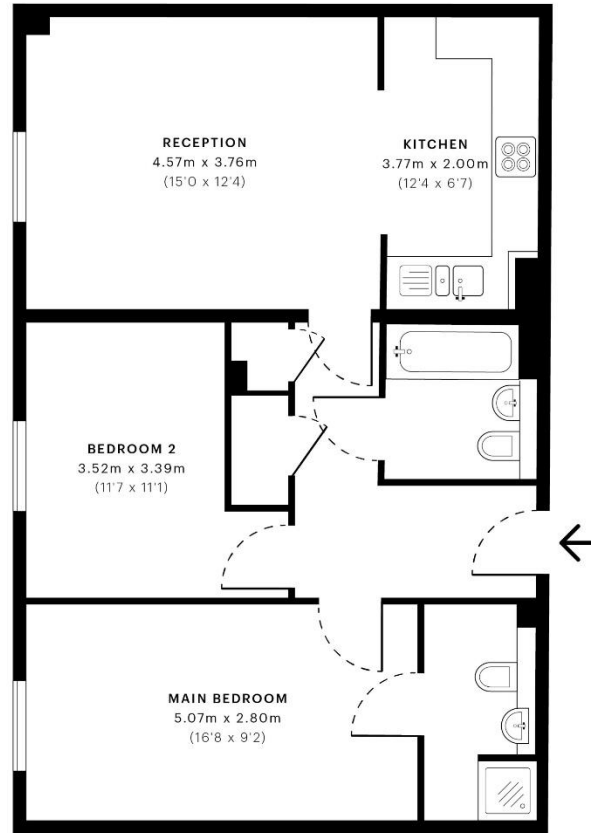 RECEPTION
4.57m x 3.76m
(15'0 x 12'4)
KITCHEN
3.77m x 2.00m
(12'4 x 6'7)
BEDROOM 2
3.52m x 3.39m
(11'7 x 11'1)
MAIN BEDROOM
5.07m x 2.80m
(16'8 x 9'2)